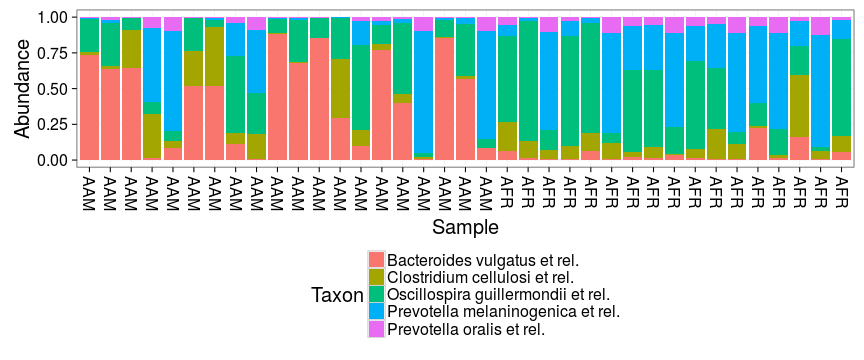 Abundance
1.00
0.75
0.50
0.25
0.00
AAM AAM AAM AAM AAM AAM AAM AAM AAM AAM AAM AAM AAM AAM AAM AAM AAM AAM AAM AAM AFR AFR AFR AFR AFR AFR AFR AFR AFR AFR AFR AFR AFR AFR AFR AFR AFR
Sample
Taxon
Bacteroides vulgatus et rel.
Clostridium cellulosi et rel.
Oscillospira guillermondii et rel.
Prevotella melaninogenica et rel.
Prevotella oralis et rel.